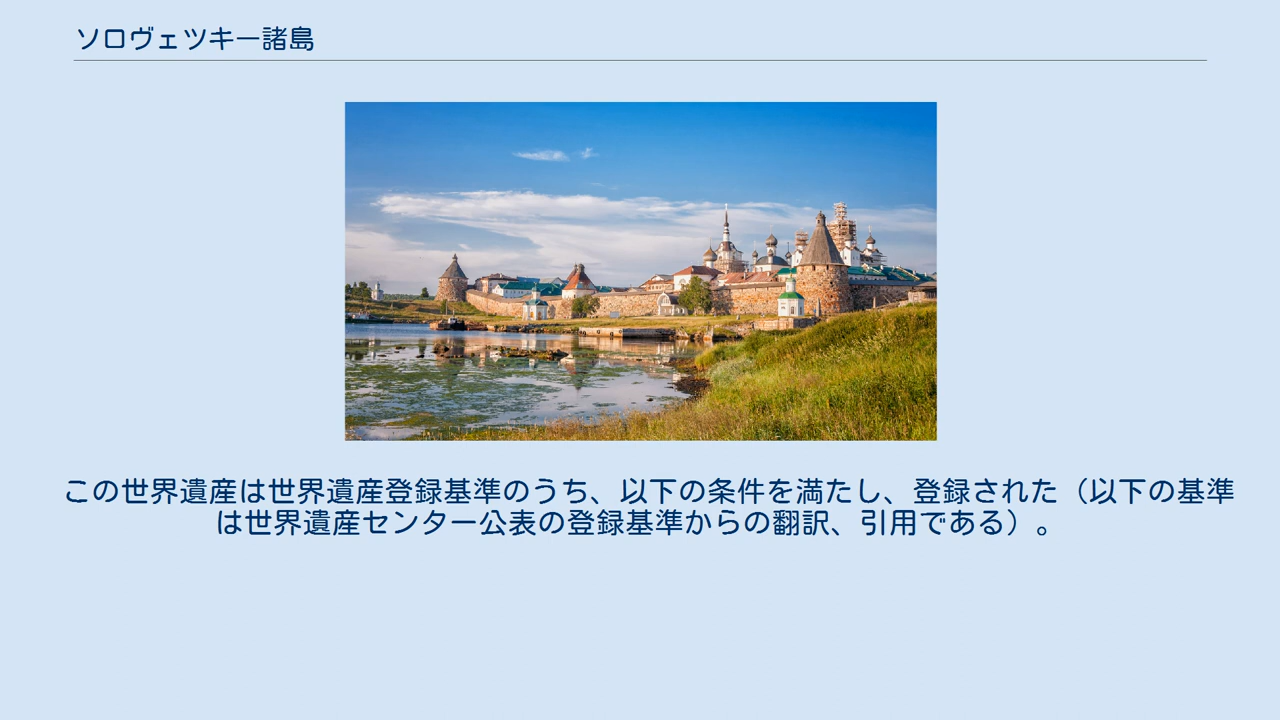 ソロヴェツキー諸島
この世界遺産は世界遺産登録基準のうち、以下の条件を満たし、登録された（以下の基準
は世界遺産センター公表の登録基準からの翻訳、引用である）。